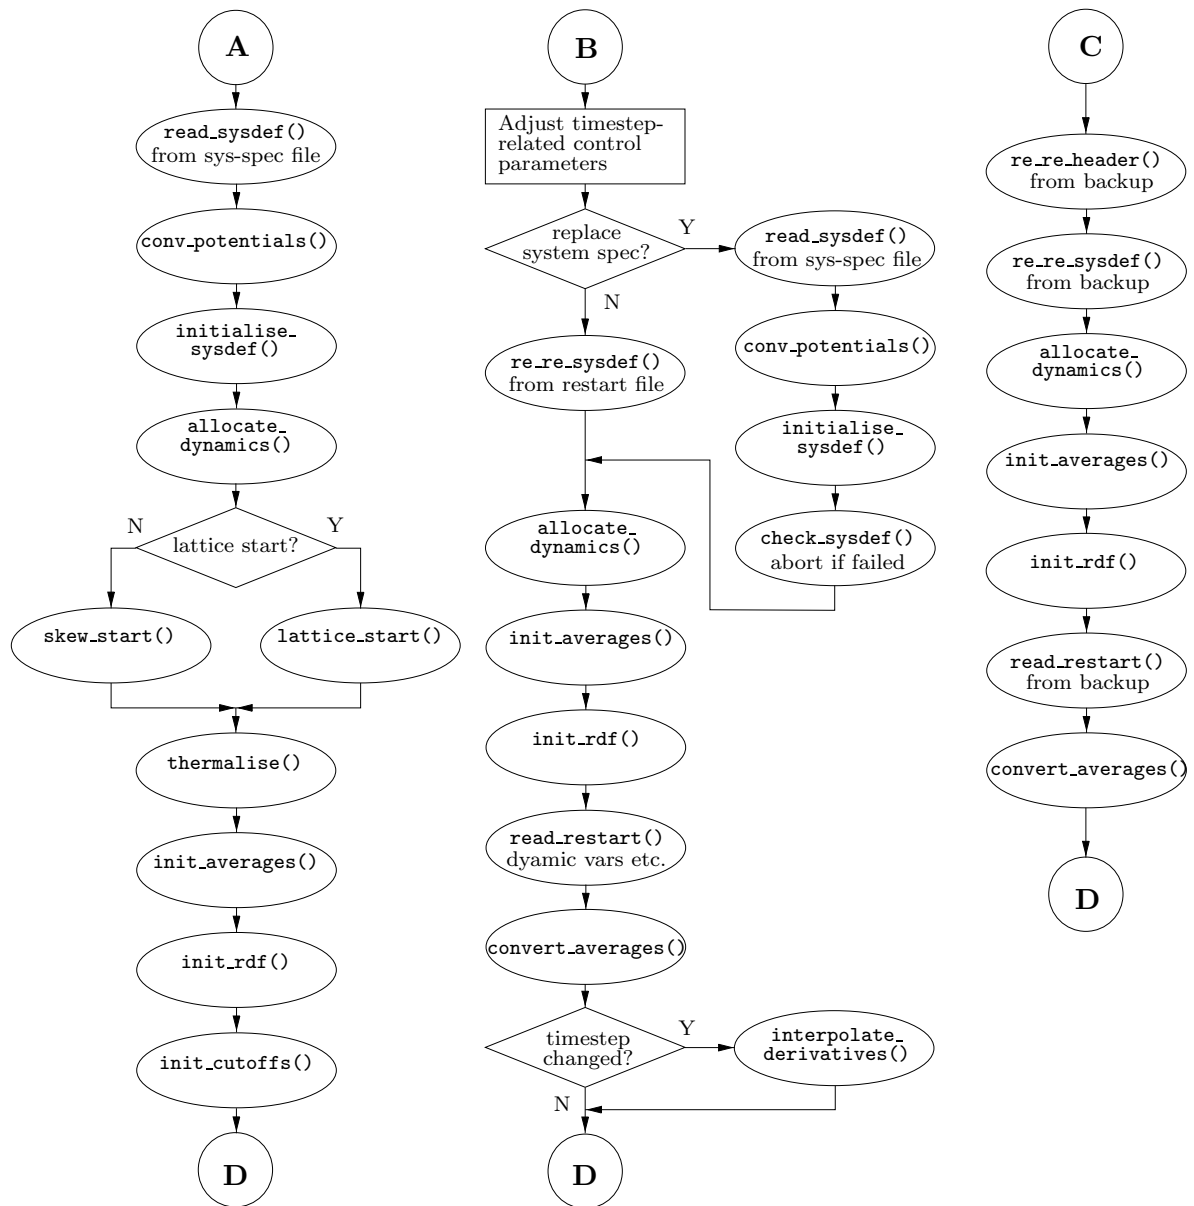 A
read_sysdef()
from sys-spec file
conv_potentials()
initialise_
sysdef()
allocate_
dynamics()
N
lattice start?
Y
skew_start()
lattice_start()
thermalise()
init_averages()
init_rdf()
init_cutoffs()
D
B
Adjust timestep-
related control
parameters
replace
system spec?
Y
N
read_sysdef()
from sys-spec file
conv_potentials()
initialise_
sysdef()
check_sysdef()
abort if failed
re_re_sysdef()
from restart file
allocate_
dynamics()
init_averages()
init_rdf()
read_restart()
dyamic vars etc.
convert_averages()
timestep
changed?
Y
interpolate_
derivatives()
N
D
C
re_re_header()
from backup
re_re_sysdef()
from backup
allocate_
dynamics()
init_averages()
init_rdf()
read_restart()
from backup
convert_averages()
D